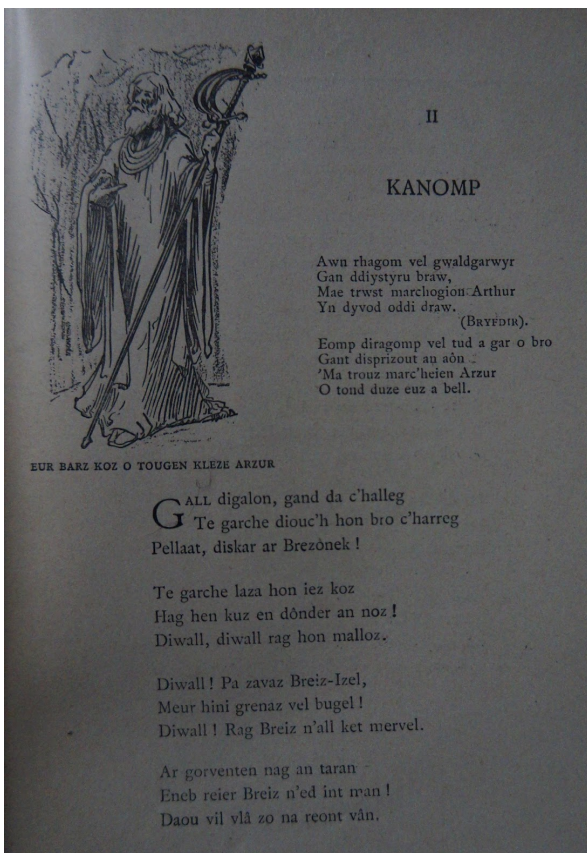 II
KANOMP
Awn rhagom vel gwaldgarwyr
Gan ddiystyru braw,
Mae trwst marchogion Arthur
Yn dyvod oddi draw.
(BRYFDIR).
Eomp diragomp vel tud a gar o bro
Gant disprizout an aôn
'Ma trouz marc'heien Arzur
O tond duze euz a bell.
EUR BARZ KOZ O TOUGEN KLEZE ARZUR
GALL digalon, gand da c'halleg
Te garche diouc'h hon bro c'harreg
Pellaat, diskar ar Brezônek !
Te garche laza hon iez koz
Hag hen kuz en dônder an noz !
Diwall, diwall rag hon malloz.
Diwall ! Pa zavaz Breiz-Izel,
Meur hini grenaz vel bugel !
Diwall ! Rag Breiz n'all ket mervel.
Ar gorventen nag an taran
Eneb reier Breiz n'ed int man !
Daou vil vlâ zo na reont vân.